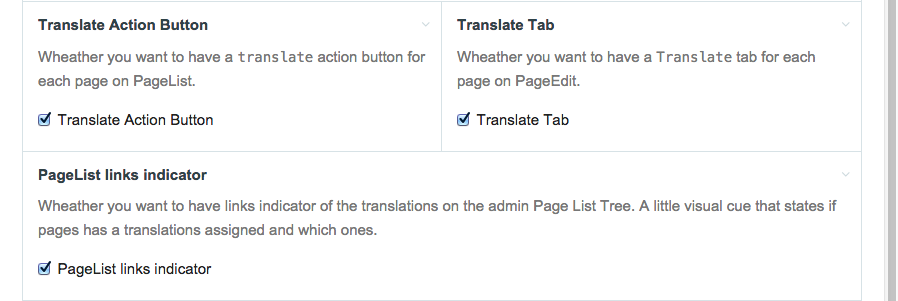 Translate Action Button
Wheather you want to have a translate action button for
each page on PageList.
Translate Action Button
Translate Tab
Wheather you want to have a Translate tab for each
page on PageEdit.
Translate Tab
PageList links indicator
Wheather you want to have links indicator of the translations on the admin Page List Tree. A little visual cue that states if
pages has a translations assigned and which ones.
PageList links indicator